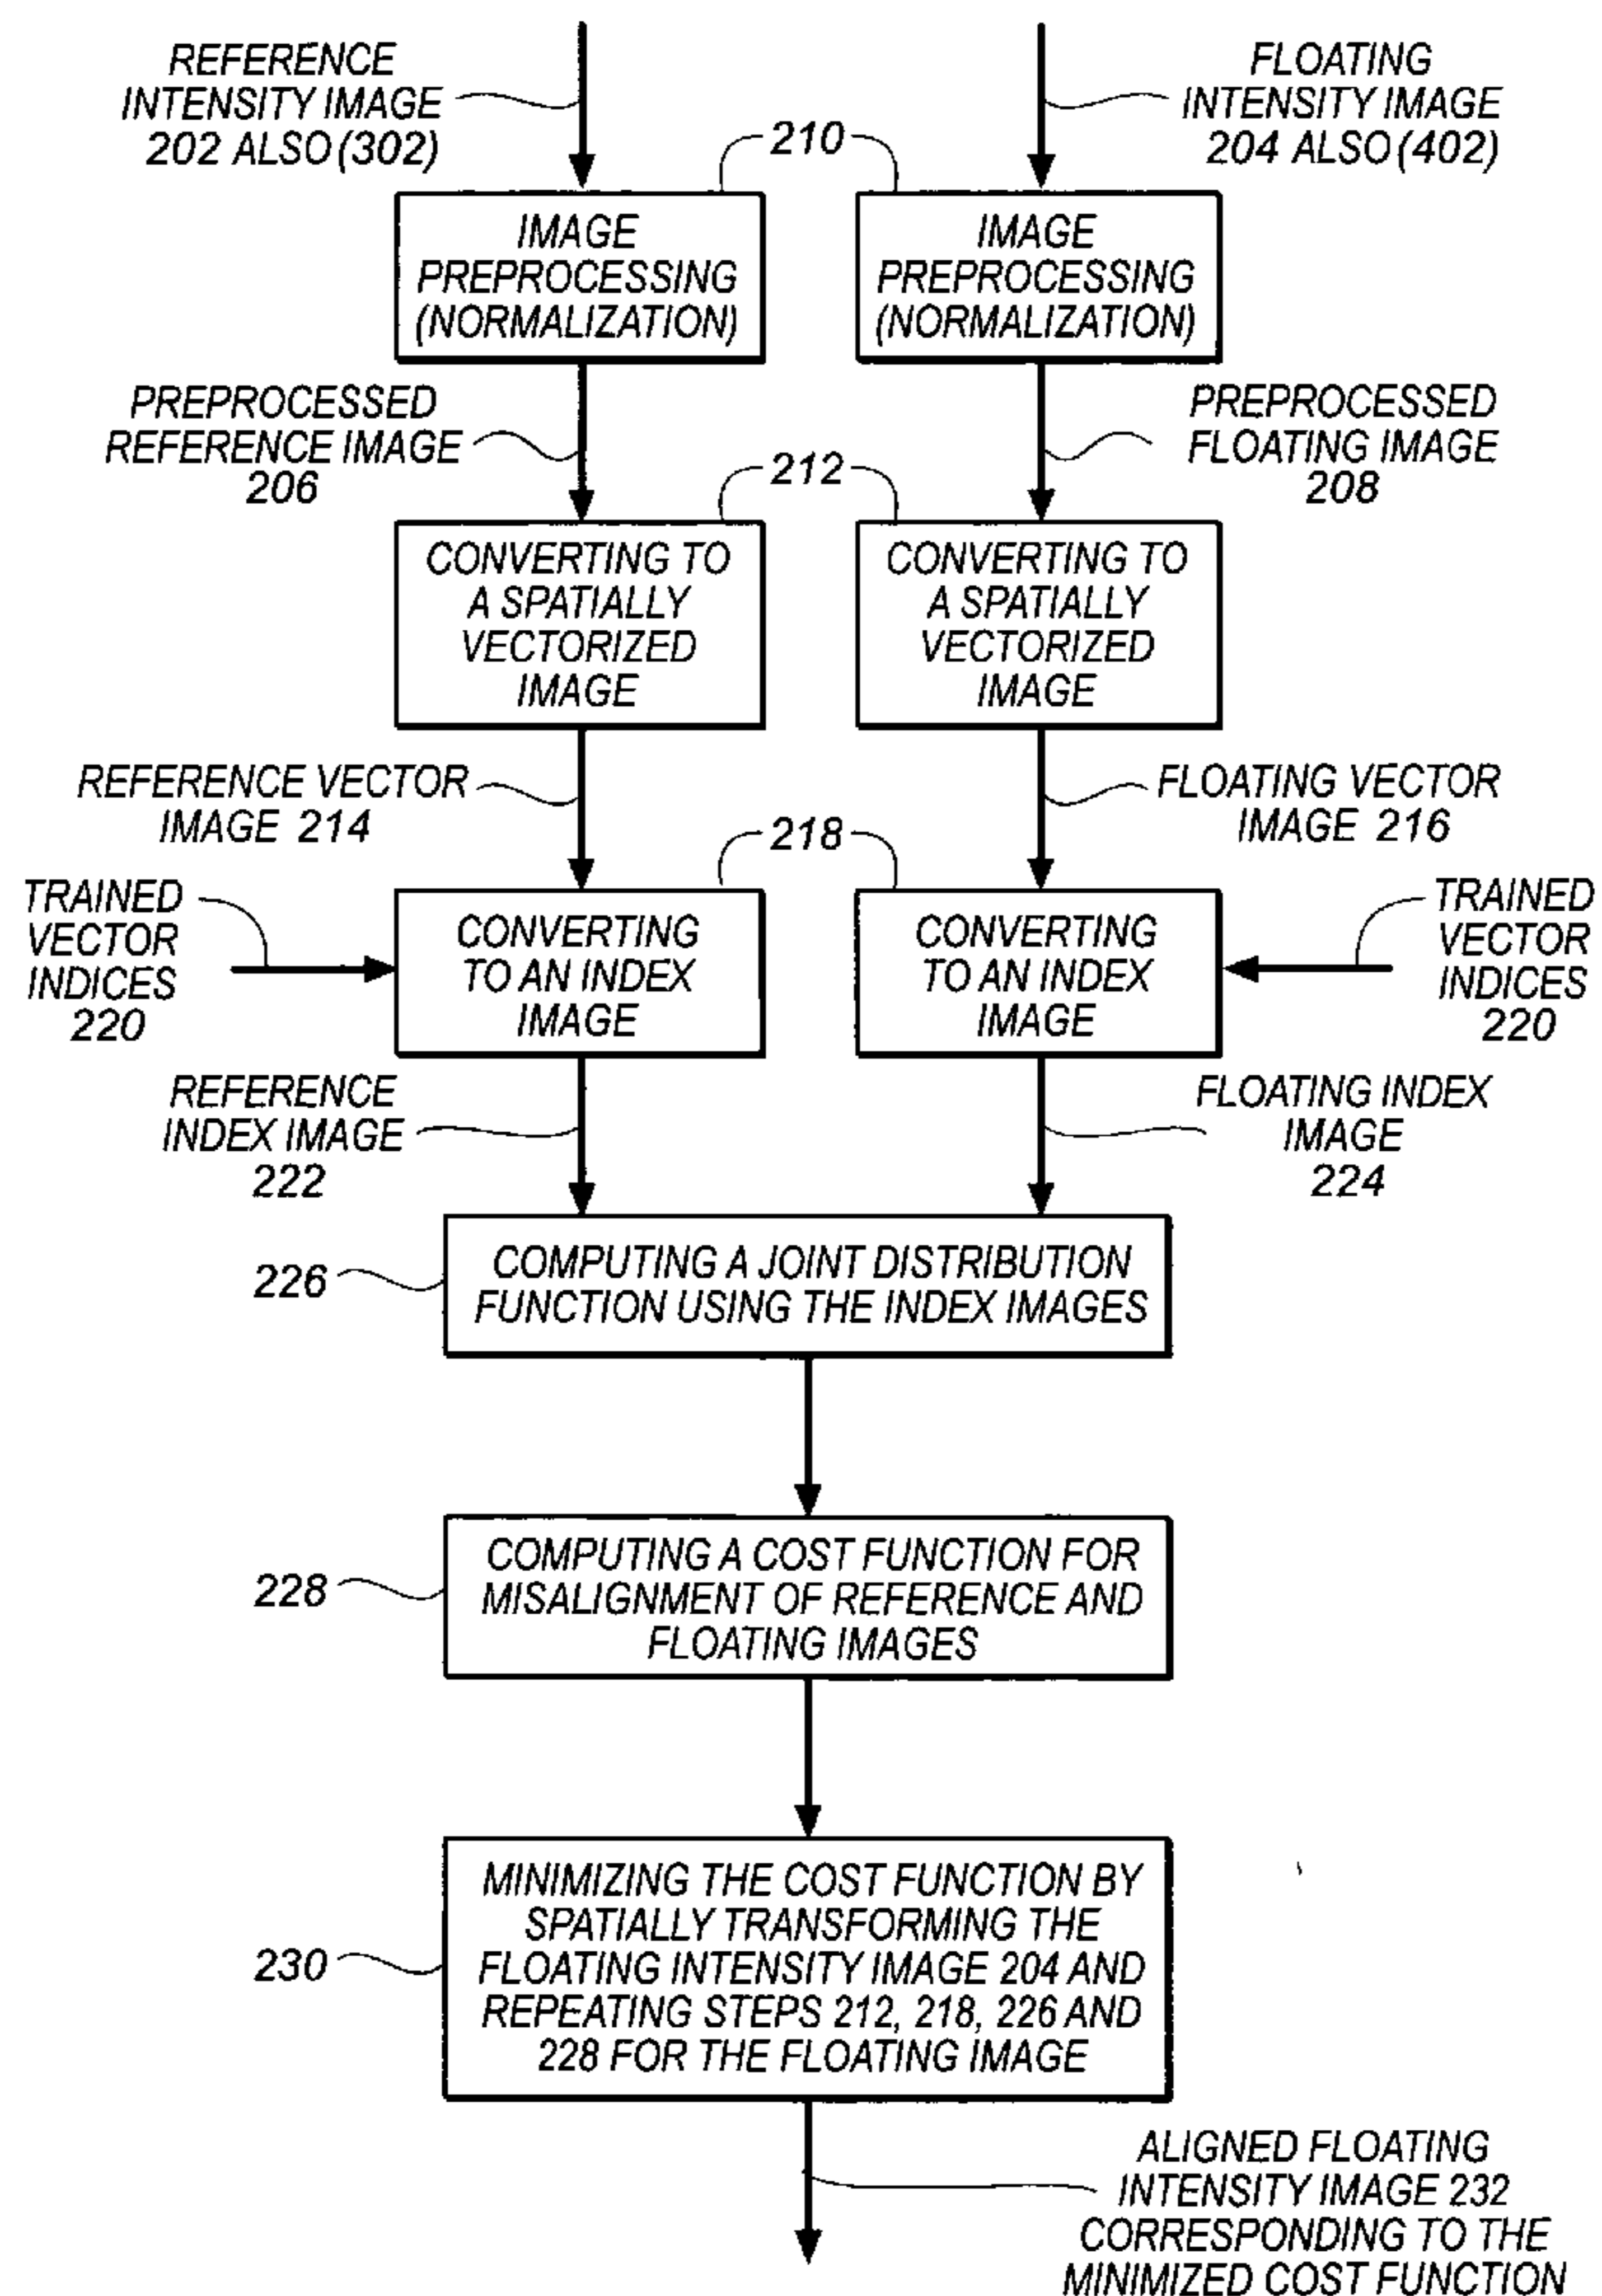 REFERENCE
INTENSITY IMAGE
202 ALSO (302)
FLOATING
INTENSITY IMAGE
204 ALSO (402)
210
IMAGE
PREPROCESSING
(NORMALIZATION)
IMAGE
PREPROCESSING
(NORMALIZATION)
PREPROCESSED
REFERENCE IMAGE
206
PREPROCESSED
FLOATING IMAGE
208
212
CONVERTING TO
A SPATIALLY
VECTORIZED
IMAGE
CONVERTING TO
A SPATIALLY
VECTORIZED
IMAGE
REFERENCE VECTOR
IMAGE 214
FLOATING VECTOR
IMAGE 216
218
TRAINED
VECTOR
INDICES
220
CONVERTING
TO AN INDEX
IMAGE
CONVERTING
TO AN INDEX
IMAGE
TRAINED
VECTOR
INDICES
220
REFERENCE
INDEX IMAGE
222
FLOATING INDEX
IMAGE
224
226
COMPUTING A JOINT DISTRIBUTION
FUNCTION USING THE INDEX IMAGES
228
COMPUTING A COST FUNCTION FOR
MISALIGNMENT OF REFERENCE AND
FLOATING IMAGES
230
MINIMIZING THE COST FUNCTION BY
SPATIALLY TRANSFORMING THE
FLOATING INTENSITY IMAGE 204 AND
REPEATING STEPS 212, 218, 226 AND
228 FOR THE FLOATING IMAGE
ALIGNED FLOATING
INTENSITY IMAGE 232
CORRESPONDING TO THE
MINIMIZED COST FUNCTION